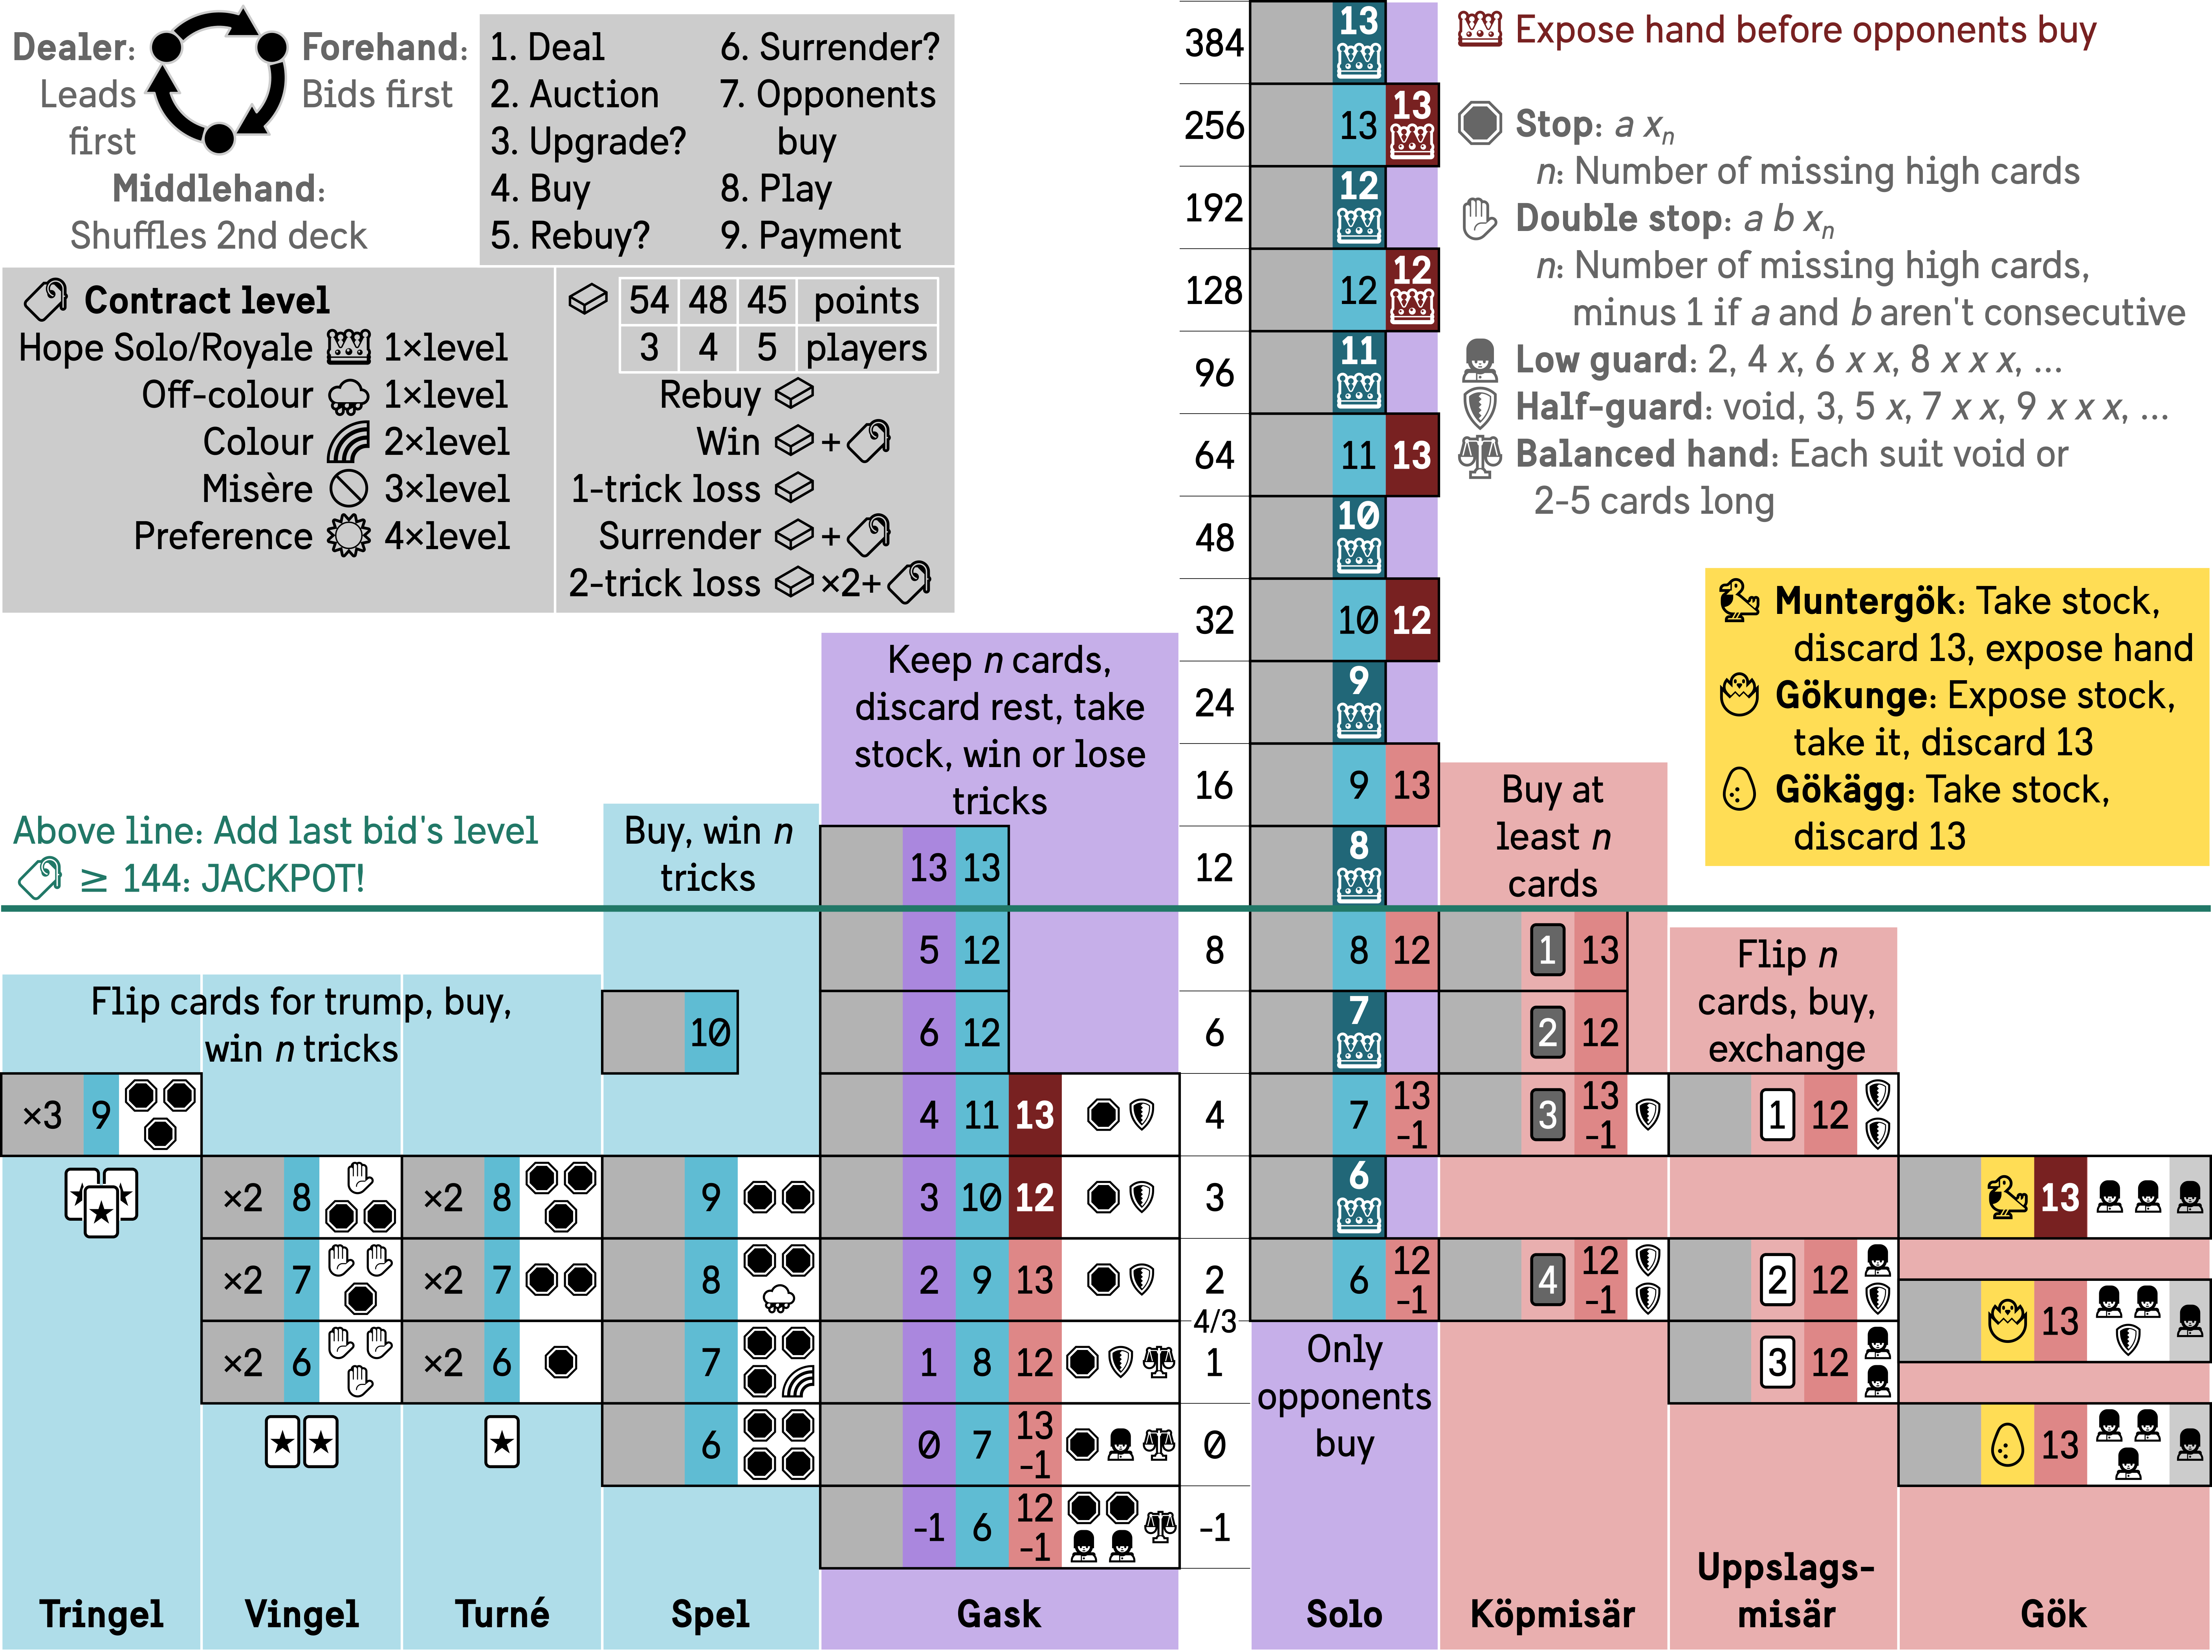 Dealer:
Leads
first
Forehand:
Bids first
Middlehand:
Shuffles 2nd deck
1. Deal
2. Auction
3. Upgrade?
4. Buy
5. Rebuy?
6. Surrender?
7. Opponents
buy
8. Play
9. Payment
Contract level
Hope Solo/Royale 1×level
Off-colour 1×level
Colour 2×level
Misère 3×level
Preference 4×level
54 48 45 points
3 4 5 players
Rebuy
Win +
1-trick loss
Surrender +
2-trick loss ×2+
Expose hand before opponents buy
Stop: a xn
n: Number of missing high cards
Double stop: a b xn
n: Number of missing high cards,
minus 1 if a and b aren't consecutive
Low guard: 2, 4 x, 6 x x, 8 x x x, ...
Half-guard: void, 3, 5 x, 7 x x, 9 x x x, ...
Balanced hand: Each suit void or
2-5 cards long
Muntergök: Take stock,
discard 13, expose hand
Gökunge: Expose stock,
take it, discard 13
Gökägg: Take stock,
discard 13
Above line: Add last bid's level
≥ 144: JACKPOT!
Flip cards for trump, buy,
win n tricks
Buy, win n
tricks
Keep n cards,
discard rest, take
stock, win or lose
tricks
Only
opponents
buy
Buy at
least n
cards
Flip n
cards, buy,
exchange
384 13
256 13 13
192 12
128 12 12
96 11
64 11 13
48 10
32 10 12
24 9
16 9 13
13 13 12 8
5 12 8 8 12 1 13
10 6 12 6 7 2 12
×3 9 4 11 13 4 7 13 -1 3 13 -1 1 12
×2 8 ×2 8 9 3 10 12 3 6 13
×2 7 ×2 7 8 2 9 13 2 6 12 -1 4 12 -1 2 12
4/3 13
×2 6 ×2 6 7 1 8 12 1 3 12
6 0 7 13 -1 0 13
-1 6 12 -1 -1
Tringel
Vingel
Turné
Spel
Gask
Solo
Köpmisär
Uppslags-
misär
Gök